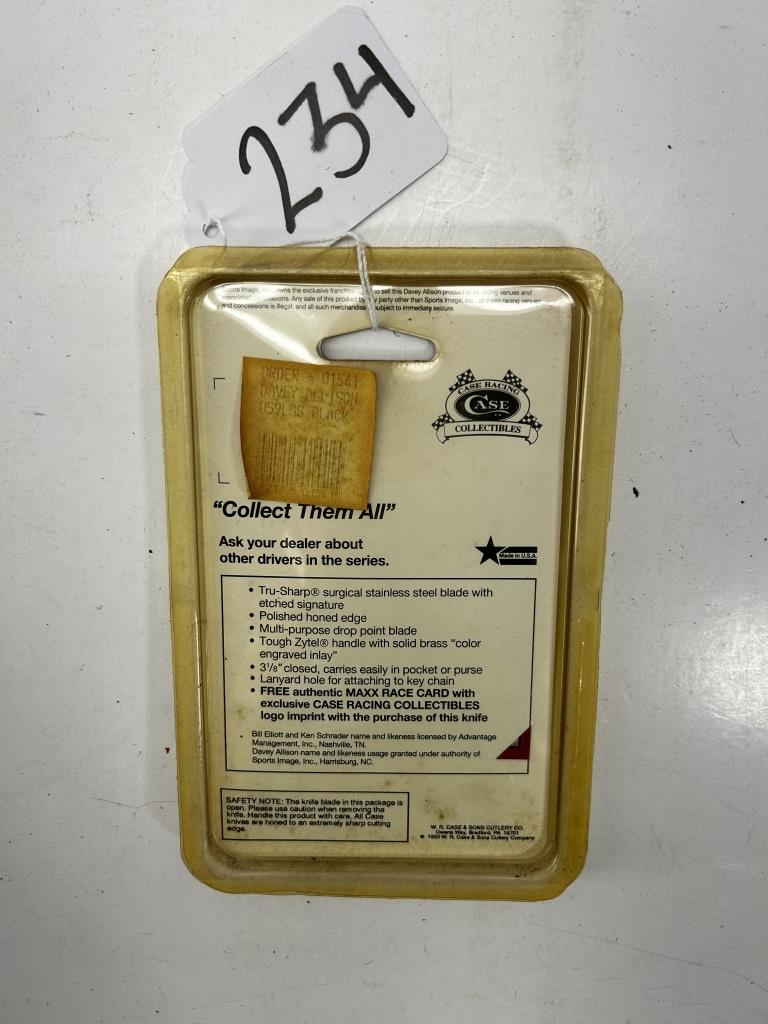 234
owns the exclusive franchise to sell this Davey Allison product at all racing venues and
associated. Any sale of this product by any party other than Sports Image, Inc. at these racing venues
and concessions is illegal, and all such merchandise subject to immediate seizure.
ORDER # 01541
DAVEY ALLISON
059LBS BLACK
CASE RACING
CASE
COLLECTIBLES
"Collect Them All"
Ask your dealer about
other drivers in the series.
Made in U.S.A.
• Tru-Sharp® surgical stainless steel blade with
etched signature
• Polished honed edge
• Multi-purpose drop point blade
• Tough Zytel® handle with solid brass "color
engraved inlay"
• 3 1/8" closed, carries easily in pocket or purse
• Lanyard hole for attaching to key chain
• FREE authentic MAXX RACE CARD with
exclusive CASE RACING COLLECTIBLES
logo imprint with the purchase of this knife
Bill Elliott and Ken Schrader name and likeness licensed by Advantage
Management, Inc., Nashville, TN.
Davey Allison name and likeness usage granted under authority of
Sports Image, Inc., Harrisburg, NC.
SAFETY NOTE: The knife blade in this package is
open. Please use caution when removing the
knife. Handle this product with care. All Case
knives are honed to an extremely sharp cutting
edge.
W. R. CASE & SONS CUTLERY CO.
Owens Way, Bradford, PA 16701
© 1992 W. R. Case & Sons Cutlery Company